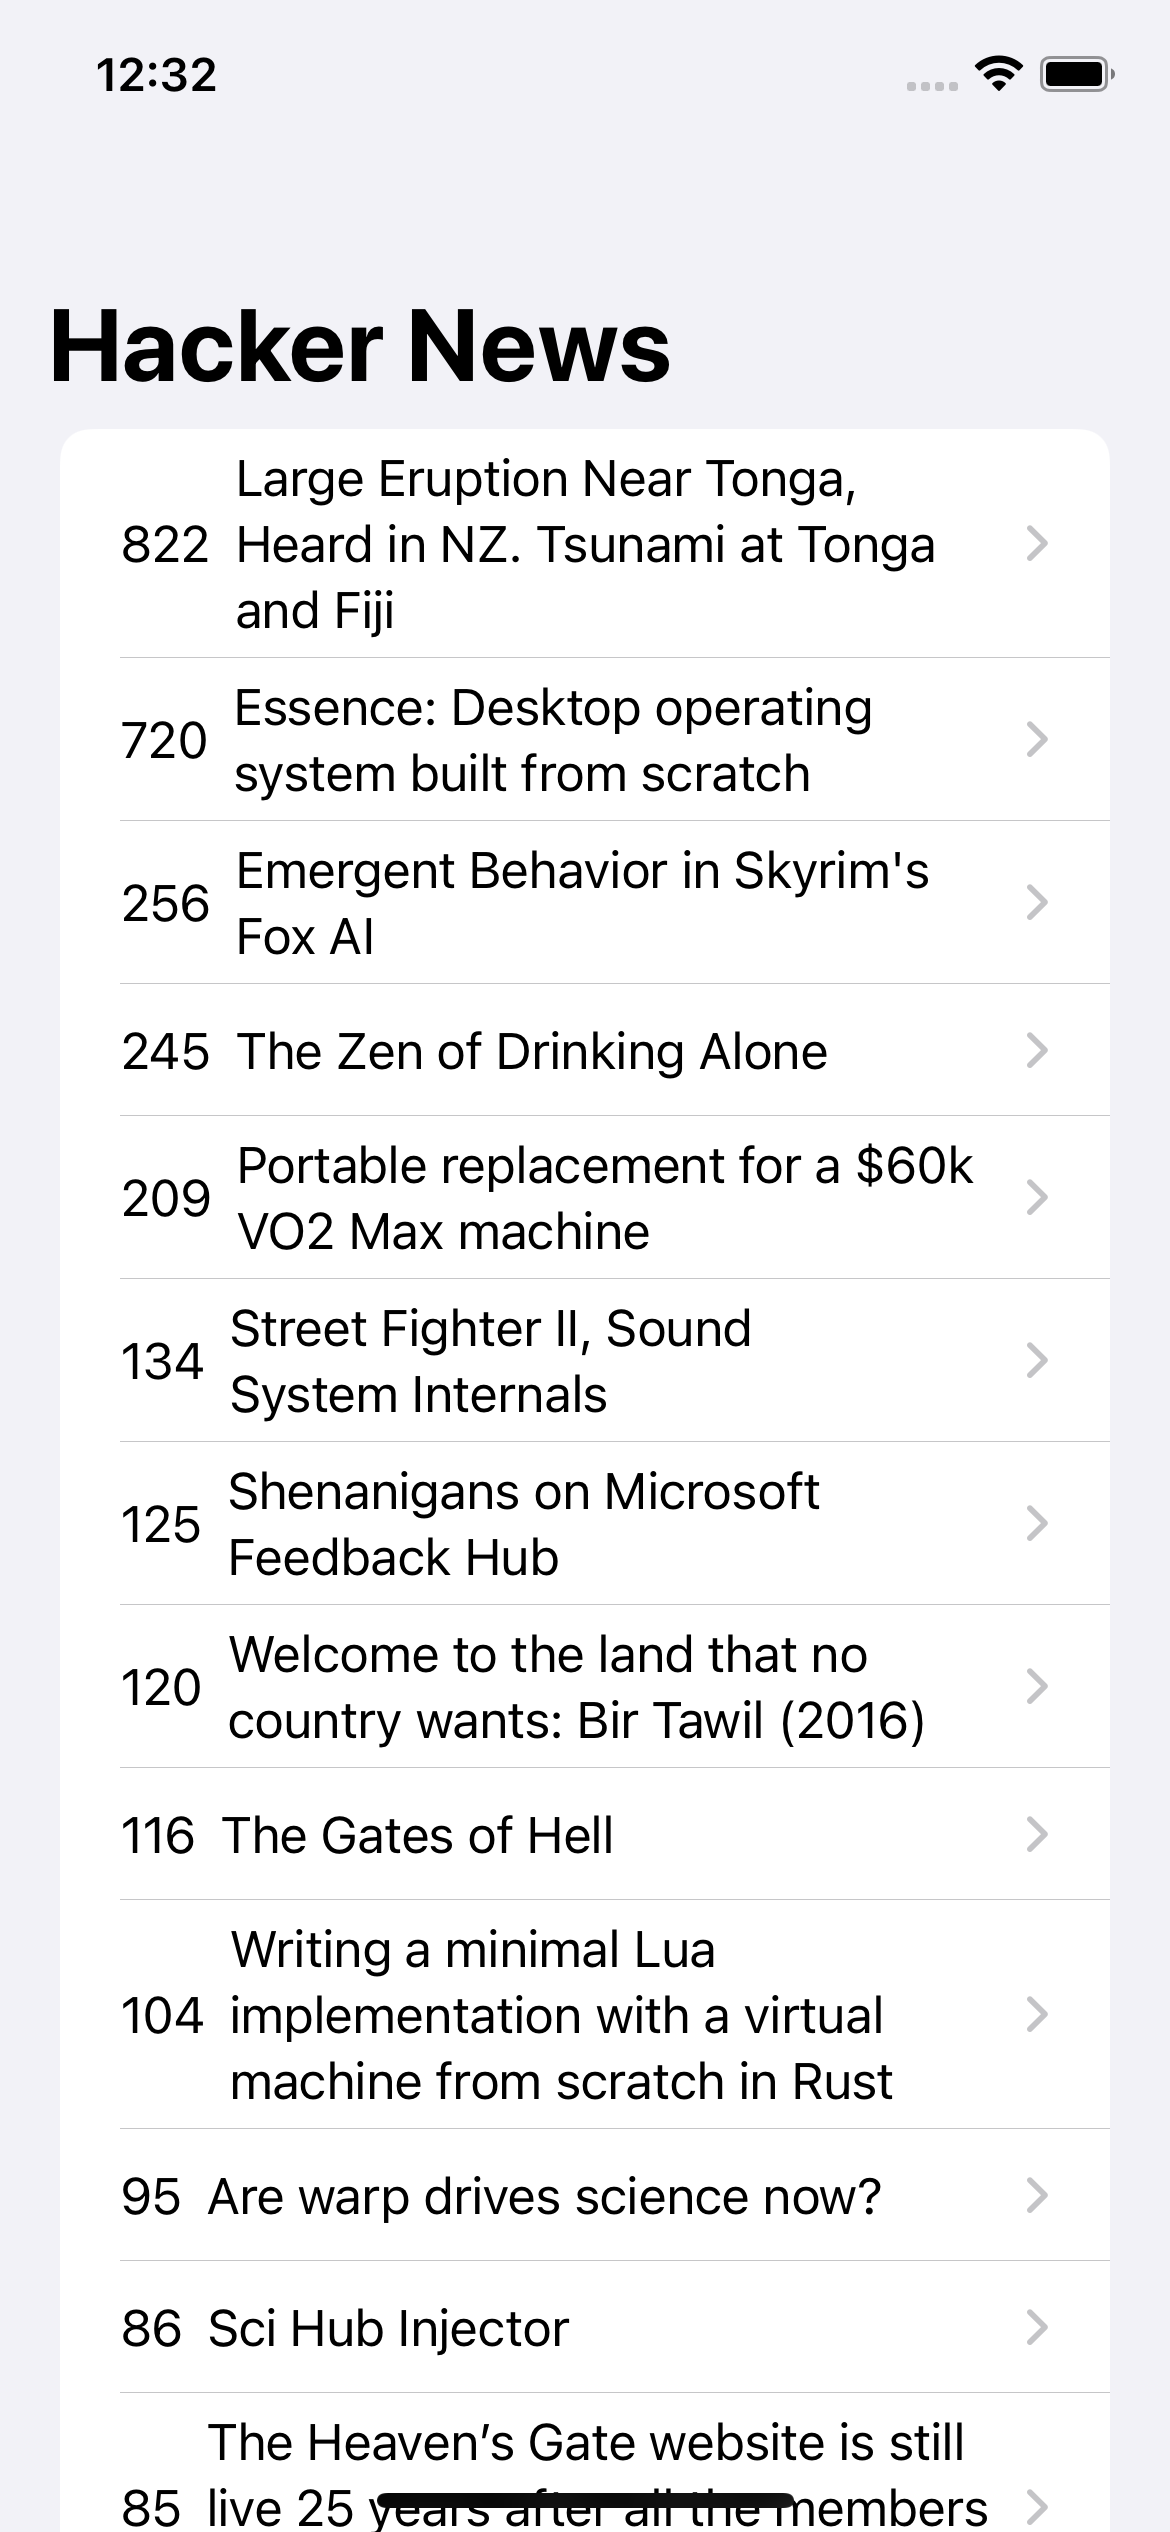 12:32
Hacker News
Large Eruption Near Tonga,
822 Heard in NZ. Tsunami at Tonga
and Fiji
720 Essence: Desktop operating
system built from scratch
256 Emergent Behavior in Skyrim's
Fox AI
245 The Zen of Drinking Alone
209 Portable replacement for a $60k
VO2 Max machine
134 Street Fighter II, Sound
System Internals
125 Shenanigans on Microsoft
Feedback Hub
120 Welcome to the land that no
country wants: Bir Tawil (2016)
116 The Gates of Hell
Writing a minimal Lua
104 implementation with a virtual
machine from scratch in Rust
95 Are warp drives science now?
86 Sci Hub Injector
The Heaven’s Gate website is still
85 live 25 years after all the members